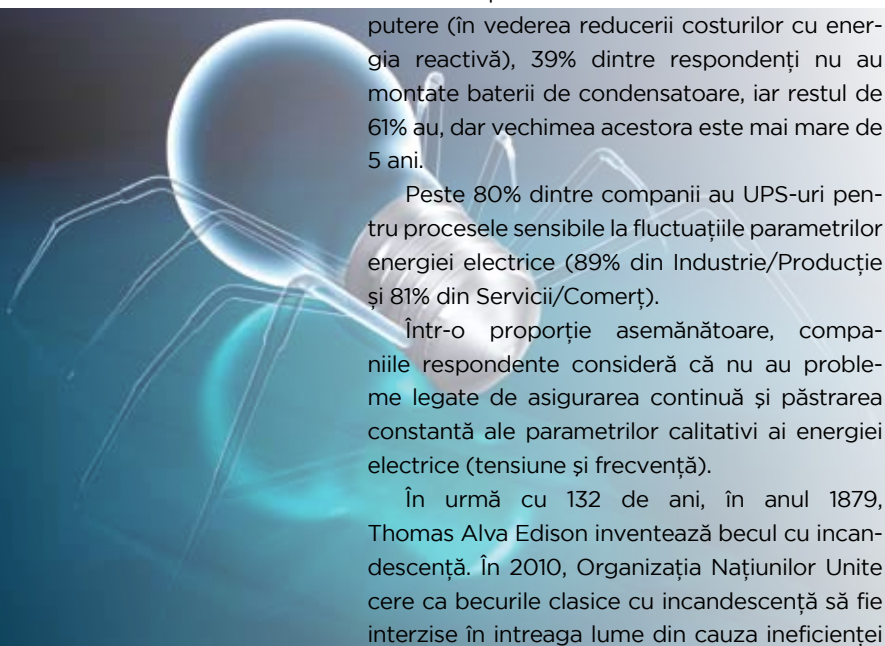 putere (în vederea reducerii costurilor cu ener-
gia reactivă), 39% dintre respondenți nu au
montate baterii de condensatoare, iar restul de
61% au, dar vechimea acestora este mai mare de
5 ani.
Peste 80% dintre companii au UPS-uri pen-
tru procesele sensibile la fluctuațiile parametrilor
energiei electrice (89% din Industrie/Producție
și 81% din Servicii/Comerț).
Într-o proporție asemănătoare, compa-
niile respondente consideră că nu au proble-
me legate de asigurarea continuă și păstrarea
constantă ale parametrilor calitativi ai energiei
electrice (tensiune și frecvență).
În urmă cu 132 de ani, în anul 1879,
Thomas Alva Edison inventează becul cu incan-
descență. În 2010, Organizația Națiunilor Unite
cere ca becurile clasice cu incandescență să fie
interzise în intreaga lume din cauza ineficienței